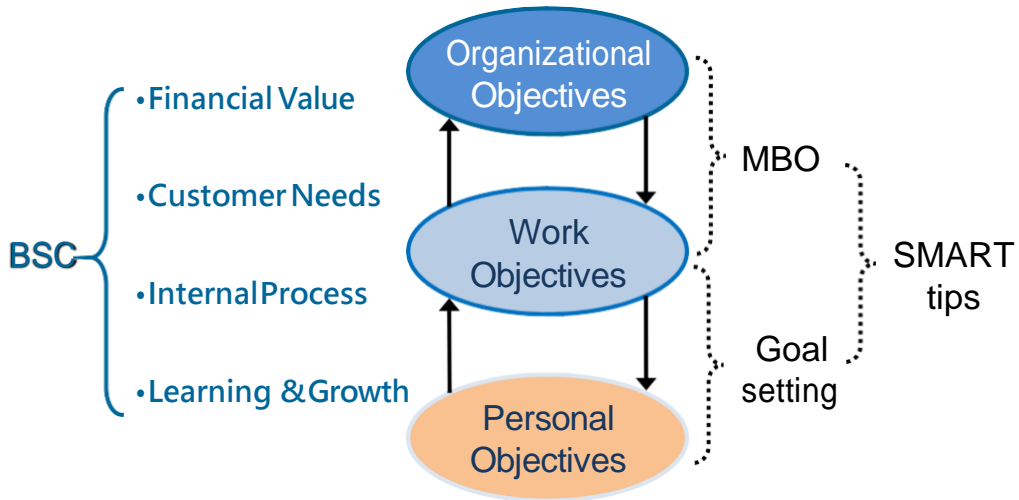 BSC
•Financial Value
•Customer Needs
•Internal Process
•Learning & Growth
Organizational
Objectives
Work
Objectives
Personal
Objectives
MBO
Goal
setting
SMART
tips